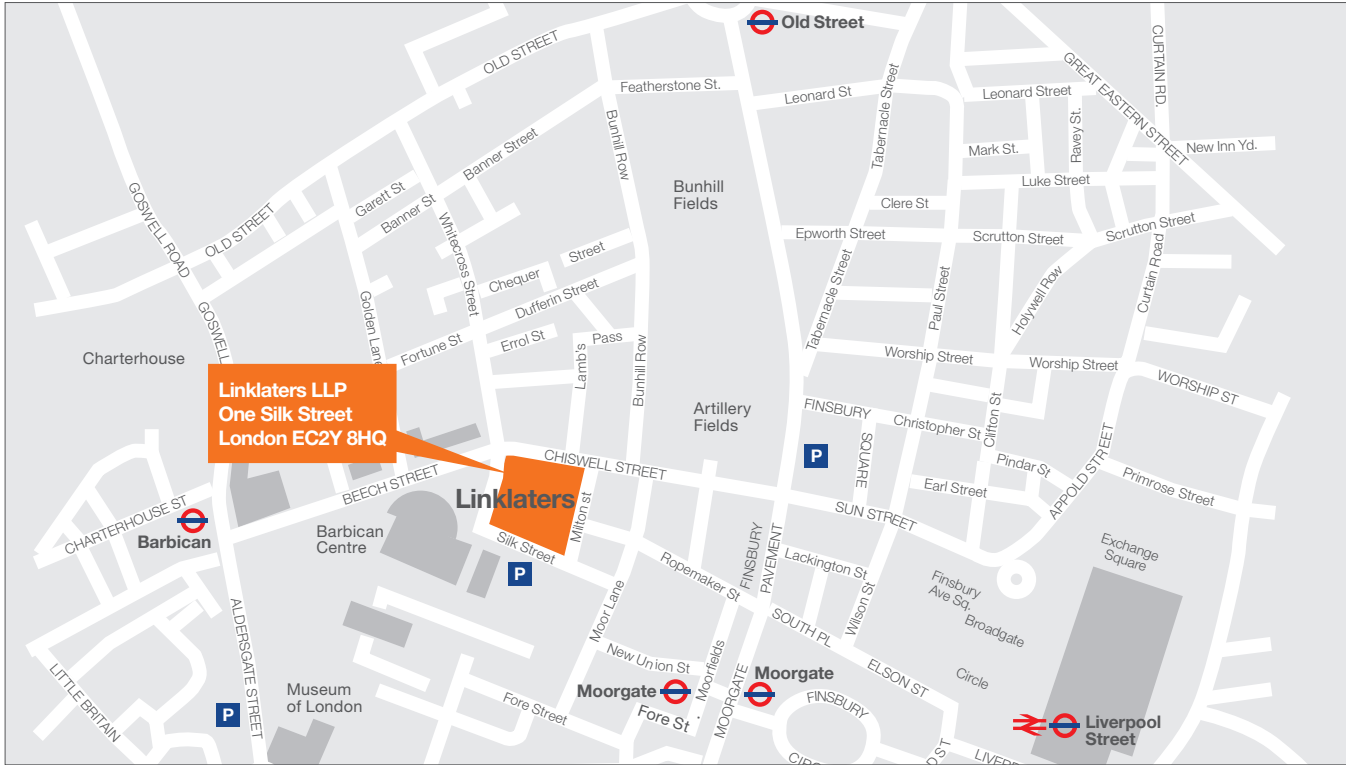 Old Street
OLD STREET
CURTAIN RD.
GREAT EASTERN STREET
Featherstone St.
Leonard St
Tabernacle Street
Leonard Street
Ravey St.
New Inn Yd.
Mark St.
Banner Street
Bunhill Row
Luke Street
GOSWELL ROAD
Garett St
Banner St
Bunhill
Fields
Clere St
OLD STREET
Whitecross Street
Epworth Street
Scrutton Street
Scrutton Street
Street
Chequer
Dufferin Street
Tabernacle Street
Paul Street
Holywell Row
Curtain Road
GOSWELL
Golden Lane
Fortune St
Errol St
Pass
Lamb's
Bunhill Row
Worship Street
Worship Street
WORSHIP ST
Charterhouse
Linklaters LLP
One Silk Street
London EC2Y 8HQ
Artillery
Fields
FINSBURY
SQUARE
Christopher St
Clifton St
P
CHISWELL STREET
Pindar St
APPOLD STREET
Primrose Street
BEECH STREET
Linklaters
Milton st
Earl Street
SUN STREET
CHARTERHOUSE ST
Barbican
Barbican
Centre
Silk Street
P
Ropemaker St
FINSBURY
PAVEMENT
Lackington St
Wilson St
Exchange
Square
Finsbury
Ave Sq.
Broadgate
Circle
ALDERSGATE STREET
Moor Lane
SOUTH PL
ELSON ST
New Union St
Moorfields
MOORGATE
Moorgate
Moorgate
FINSBURY
LITTLE BRITAIN
P
Museum
of London
Fore Street
Fore St
Liverpool
Street
CIRC
D ST
LIVER